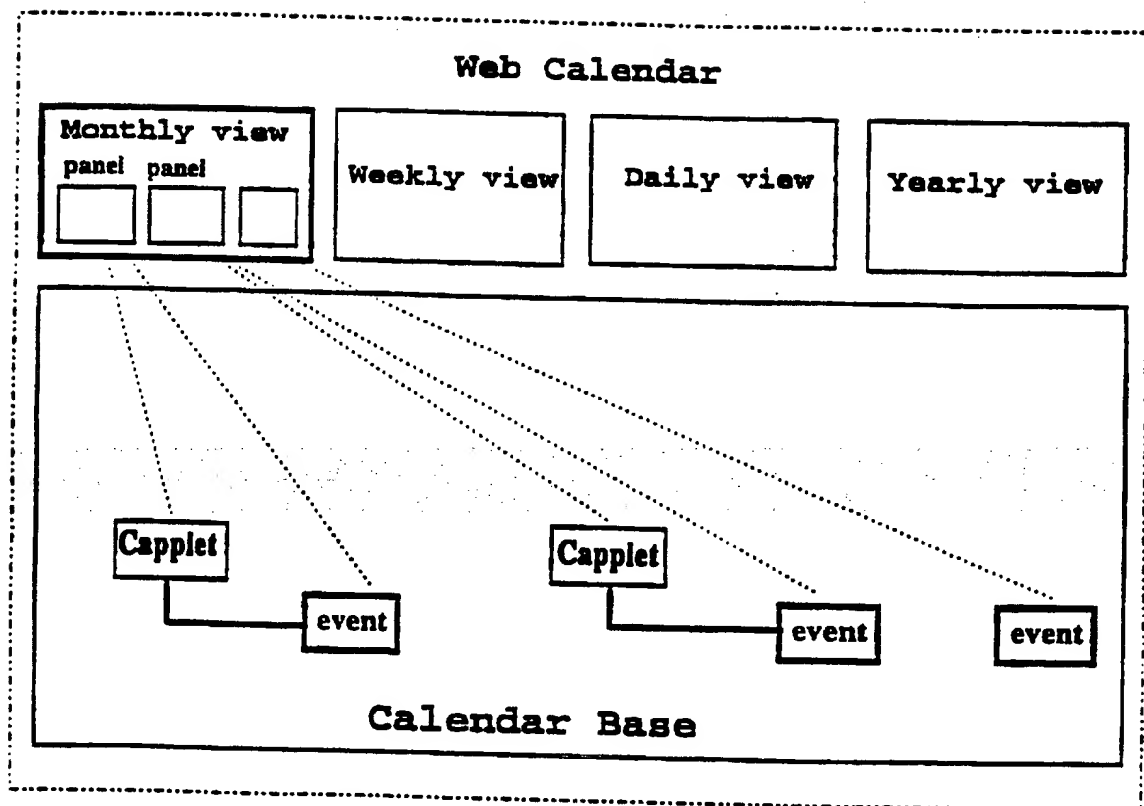 Web Calendar
Monthly view
panel panel
Weekly view
Daily view
Yearly view
Capplet
event
Capplet
event
event
Calendar Base